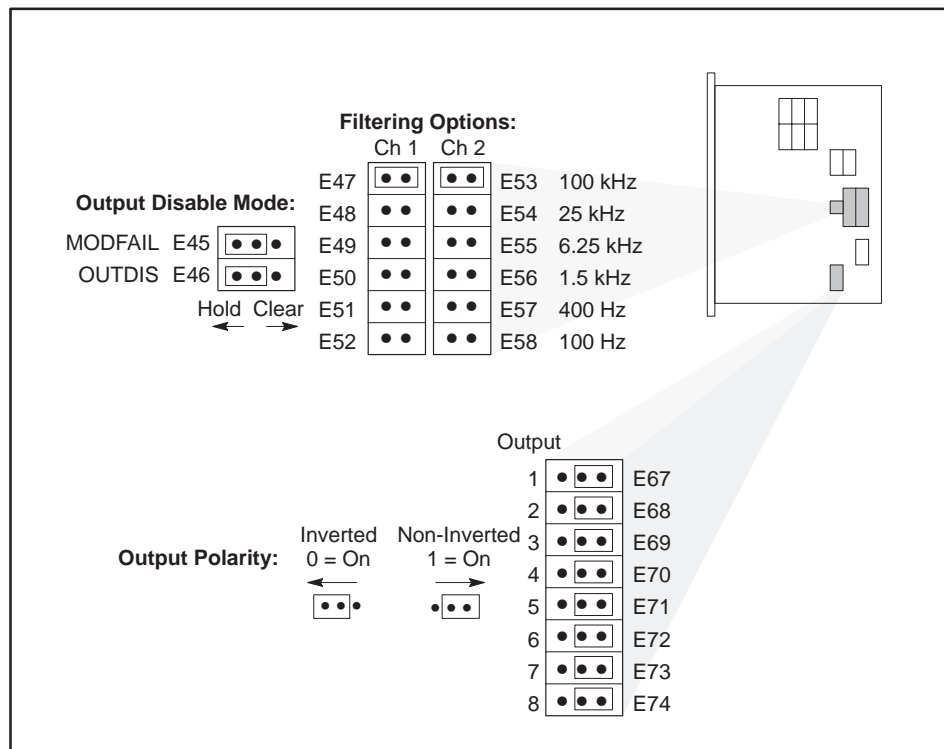 Filtering Options:
Ch 1 Ch 2
E47 E53 100 kHz
Output Disable Mode: E48 E54 25 kHz
MODFAIL E45 E49 E55 6.25 kHz
OUTDIS E46 E50 E56 1.5 kHz
Hold Clear E51 E57 400 Hz
E52 E58 100 Hz
Output
1 E67
2 E68
Inverted Non-Inverted 3 E69
Output Polarity: 0 = On 1 = On 4 E70
5 E71
6 E72
7 E73
8 E74